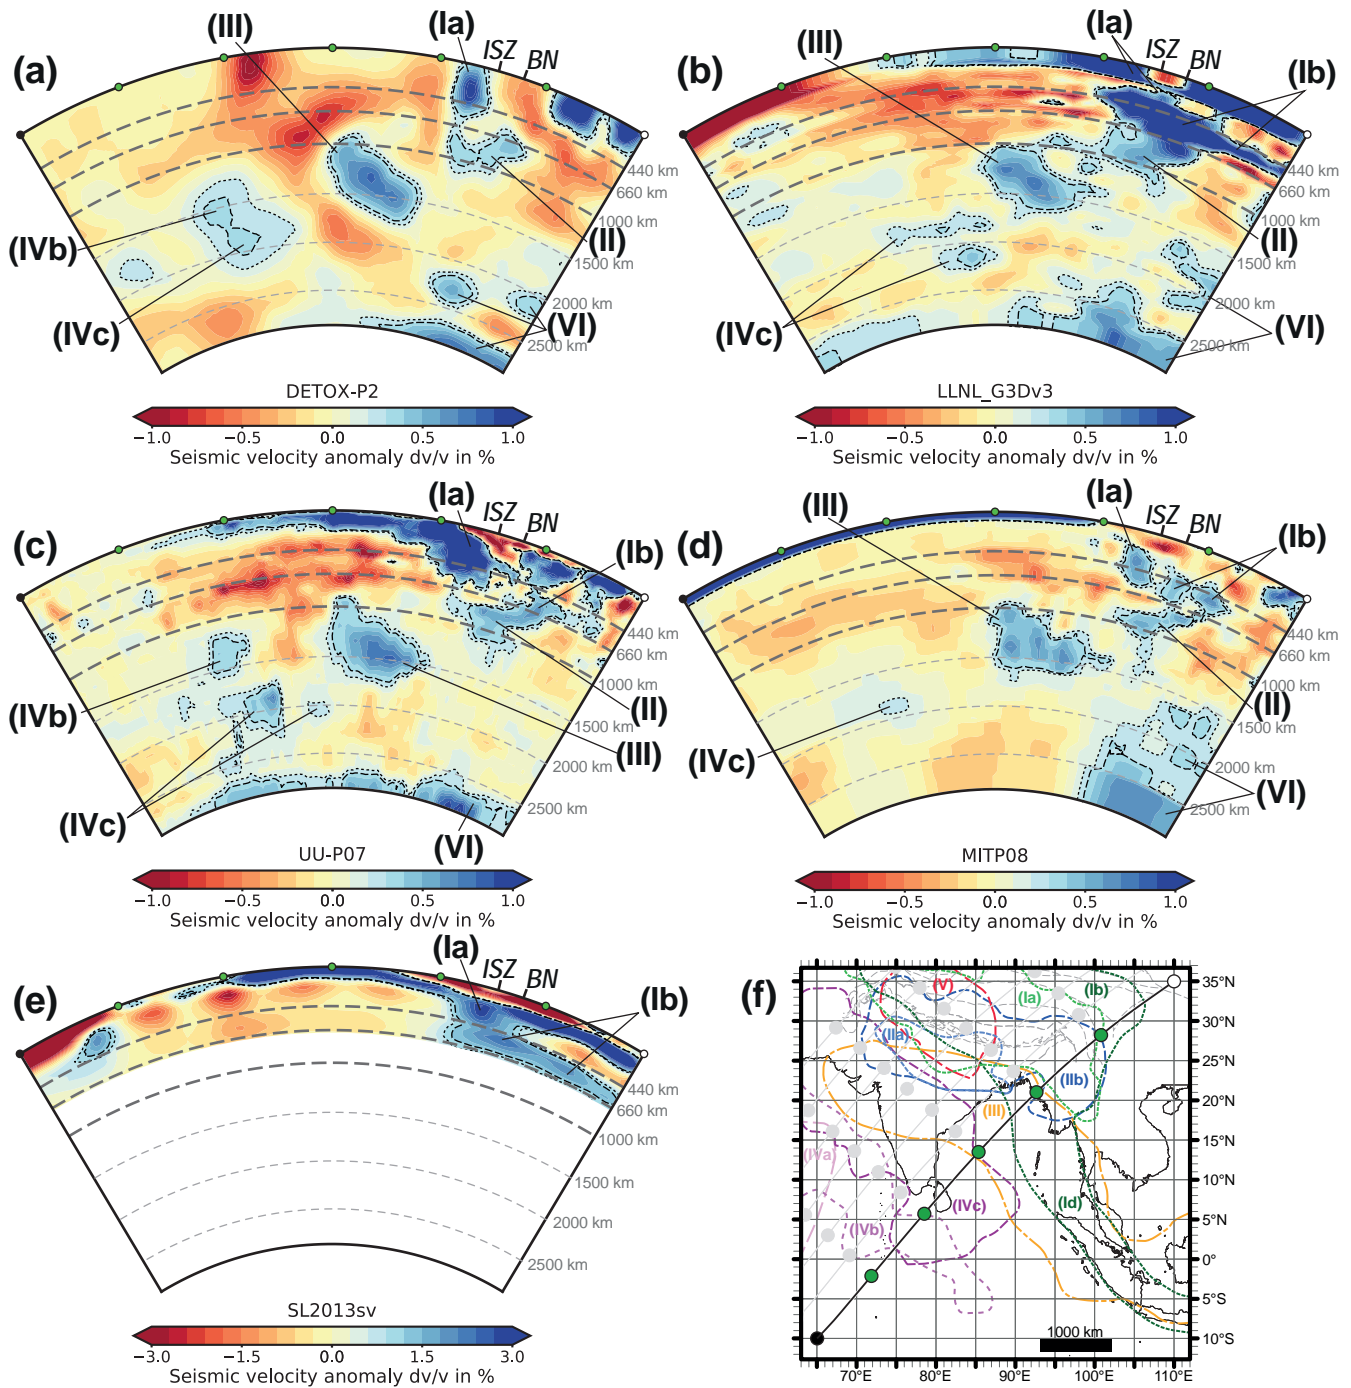 (III)
(Ia)
ISZ
BN
(a)
(IVb)
(IVc)
(II)
(VI)
440 km
660 km
1000 km
1500 km
2000 km
2500 km
DETOX-P2
−1.0 −0.5 0.0 0.5 1.0
Seismic velocity anomaly dv/v in %
(Ia)
(III)
ISZ
BN
(b)
(Ib)
(IVc)
(II)
(VI)
440 km
660 km
1000 km
1500 km
2000 km
2500 km
LLNL_G3Dv3
−1.0 −0.5 0.0 0.5 1.0
Seismic velocity anomaly dv/v in %
(Ia)
ISZ
BN
(c)
(Ib)
(IVb)
(II)
(III)
(IVc)
(VI)
440 km
660 km
1000 km
1500 km
2000 km
2500 km
UU-P07
−1.0 −0.5 0.0 0.5 1.0
Seismic velocity anomaly dv/v in %
(Ia)
(III)
ISZ
BN
(d)
(Ib)
(II)
(IVc)
(VI)
440 km
660 km
1000 km
1500 km
2000 km
2500 km
MITP08
−1.0 −0.5 0.0 0.5 1.0
Seismic velocity anomaly dv/v in %
(Ia)
ISZ
BN
(e)
(Ib)
440 km
660 km
1000 km
1500 km
2000 km
2500 km
SL2013sv
−3.0 −1.5 0.0 1.5 3.0
Seismic velocity anomaly dv/v in %
(f)
(V)
(Ia)
(Ib)
(IIa)
(IIb)
(III)
(IVa)
(IVb)
(IVc)
(Id)
35°N
30°N
25°N
20°N
15°N
10°N
5°N
0°
5°S
10°S
1000 km
70°E 80°E 90°E 100°E 110°E